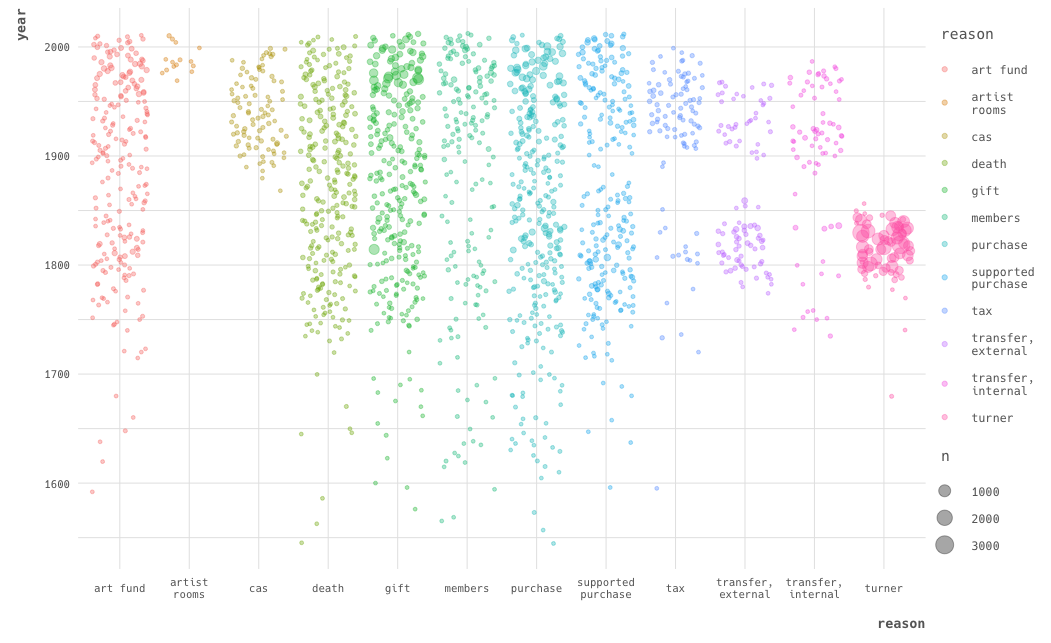 year
2000
1900
1800
1700
1600
art fund
artist
rooms
cas
death
gift
members
purchase
supported
purchase
tax
transfer,
external
transfer,
internal
turner
reason
reason
art fund
artist
rooms
cas
death
gift
members
purchase
supported
purchase
tax
transfer,
external
transfer,
internal
turner
n
1000
2000
3000